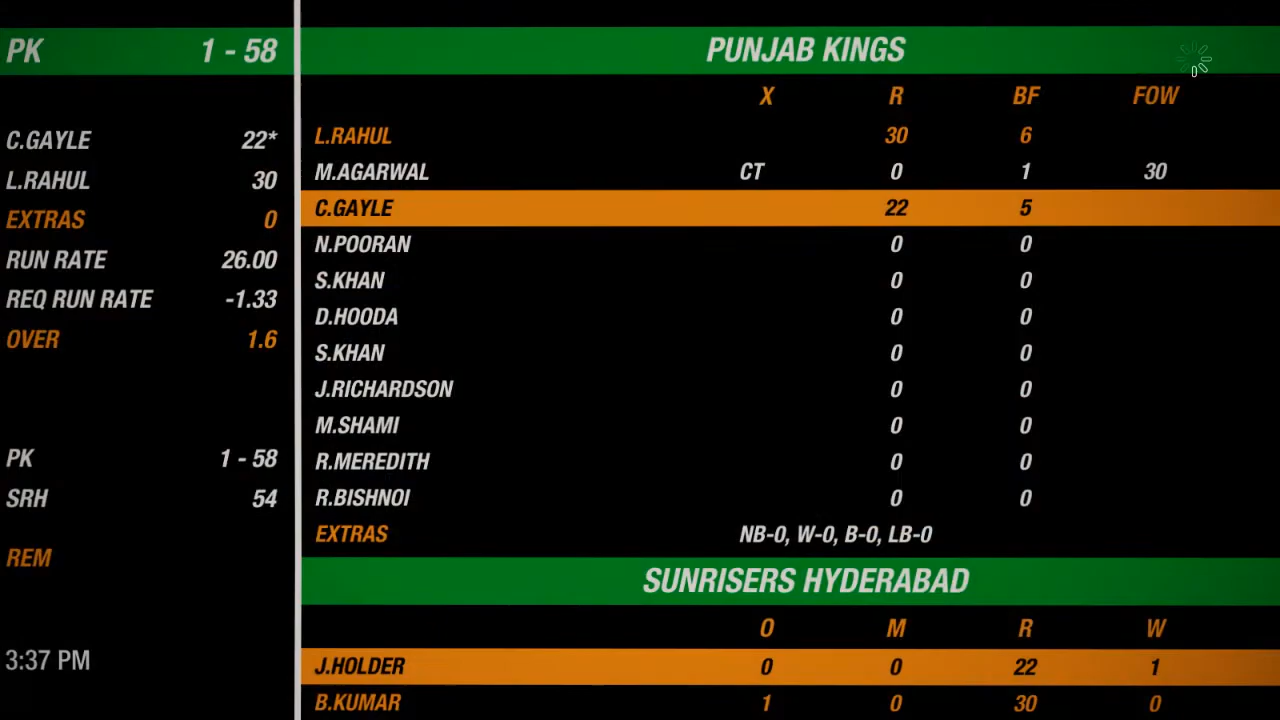 PK 1 - 58
C.GAYLE 22*
L.RAHUL 30
EXTRAS 0
RUN RATE 26.00
REQ RUN RATE -1.33
OVER 1.6
PK 1 - 58
SRH 54
REM
3:37 PM
PUNJAB KINGS
X R BF FOW
L.RAHUL 30 6
M.AGARWAL CT 0 1 30
C.GAYLE 22 5
N.POORAN 0 0
S.KHAN 0 0
D.HOODA 0 0
S.KHAN 0 0
J.RICHARDSON 0 0
M.SHAMI 0 0
R.MEREDITH 0 0
R.BISHNOI 0 0
EXTRAS NB-0, W-0, B-0, LB-0
SUNRISERS HYDERABAD
O M R W
J.HOLDER 0 0 22 1
B.KUMAR 1 0 30 0